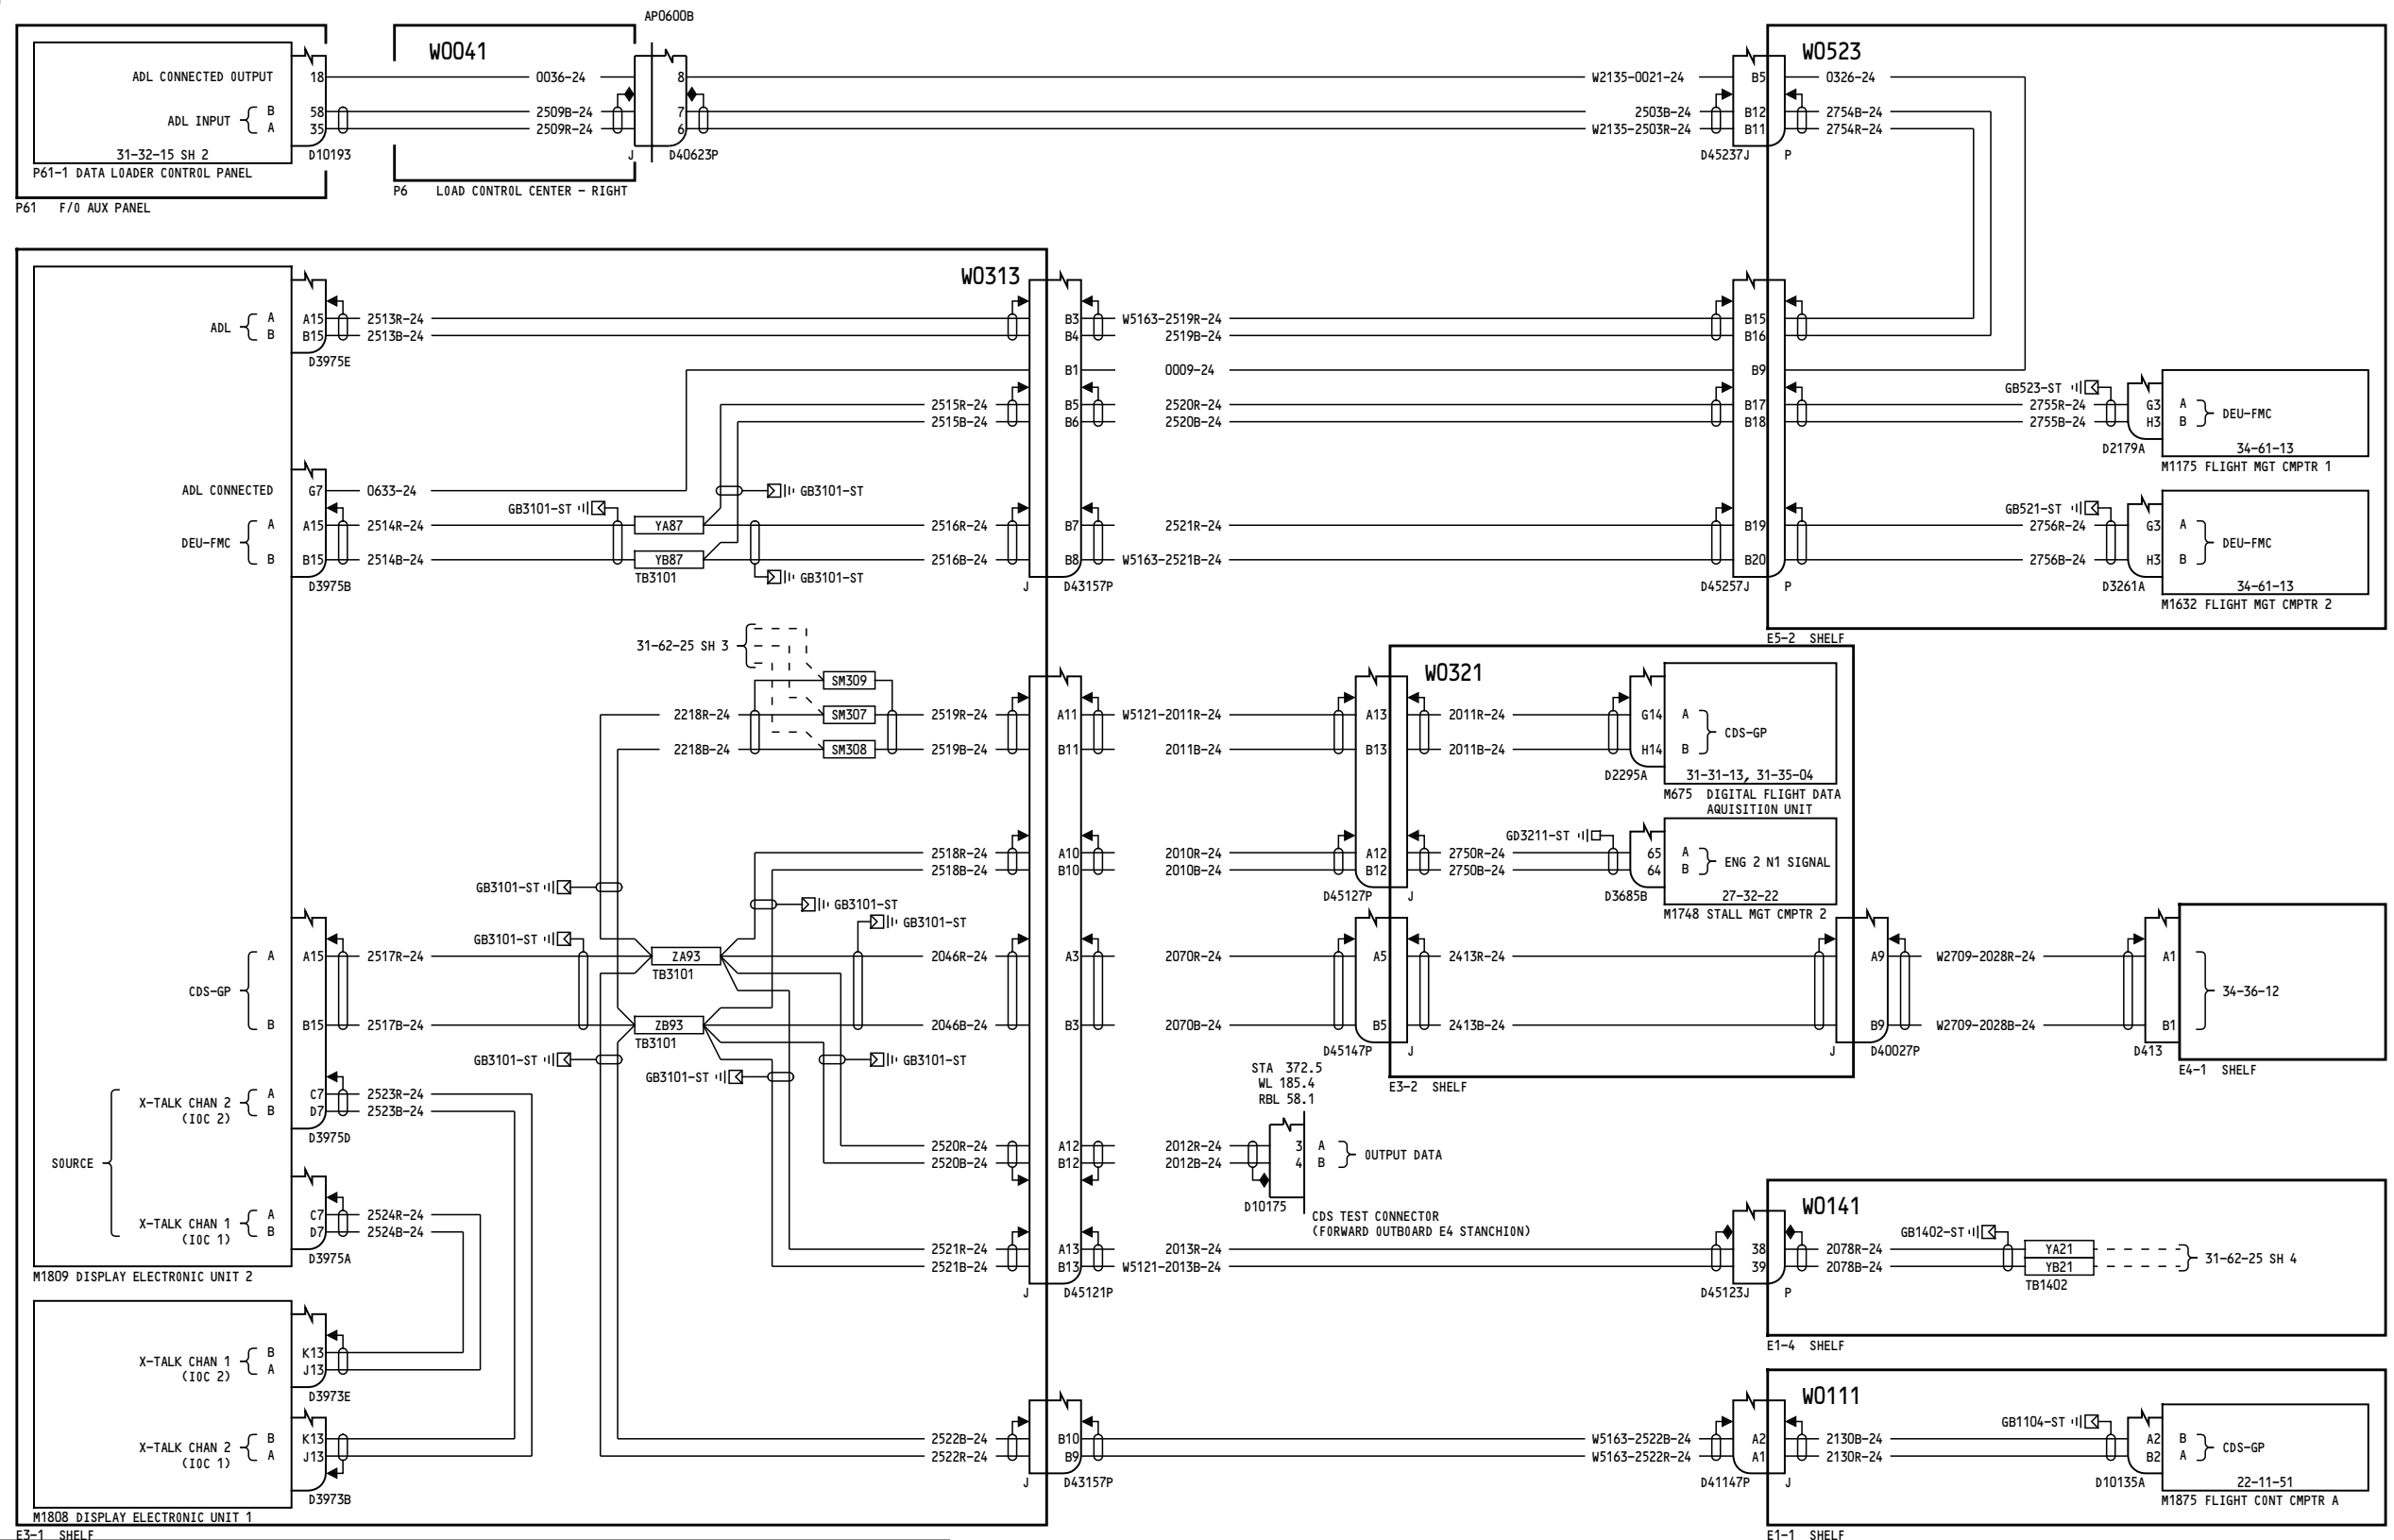 AP0600B
W0041
W0523
ADL CONNECTED OUTPUT 18 0036-24 8 W2135-0021-24 B5 0326-24
ADL INPUT B 58 2509B-24 7 2503B-24 B12 2754B-24
A 35 2509R-24 6 W2135-2503R-24 B11 2754R-24
31-32-15 SH 2 D10193 J D40623P D45237J P
P61-1 DATA LOADER CONTROL PANEL
P6 LOAD CONTROL CENTER - RIGHT
P61 F/O AUX PANEL
W0313
ADL A A15 2513R-24 B3 W5163-2519R-24 B15
B B15 2513B-24 B4 2519B-24 B16
D3975E
B1 0009-24 B9
GB523-ST
2515R-24 B5 2520R-24 B17 2755R-24 G3 A
DEU-FMC
2515B-24 B6 2520B-24 B18 2755B-24 H3 B
D2179A 34-61-13
M1175 FLIGHT MGT CMPTR 1
ADL CONNECTED G7 0633-24 GB3101-ST
GB3101-ST GB521-ST
A A15 2514R-24 YA87 2516R-24 B7 2521R-24 B19 2756R-24 G3 A
DEU-FMC DEU-FMC
B B15 2514B-24 YB87 2516B-24 B8 W5163-2521B-24 B20 2756B-24 H3 B
TB3101 GB3101-ST
D3975B J D43157P D45257J P D3261A 34-61-13
M1632 FLIGHT MGT CMPTR 2
E5-2 SHELF
31-62-25 SH 3
W0321
SM309
2218R-24 SM307 2519R-24 A11 W5121-2011R-24 A13 2011R-24 G14 A
CDS-GP
2218B-24 SM308 2519B-24 B11 2011B-24 B13 2011B-24 H14 B
D2295A 31-31-13, 31-35-04
M675 DIGITAL FLIGHT DATA
AQUISITION UNIT
GD3211-ST
2518R-24 A10 2010R-24 A12 2750R-24 65 A
ENG 2 N1 SIGNAL
2518B-24 B10 2010B-24 B12 2750B-24 64 B
GB3101-ST
D45127P J D3685B 27-32-22
GB3101-ST
M1748 STALL MGT CMPTR 2
GB3101-ST
GB3101-ST
A A15 2517R-24 ZA93 2046R-24 A3 2070R-24 A5 2413R-24 A9 W2709-2028R-24 A1
TB3101
CDS-GP 34-36-12
B B15 2517B-24 ZB93 2046B-24 B3 2070B-24 B5 2413B-24 B9 W2709-2028B-24 B1
TB3101
D45147P J J D40027P D413
GB3101-ST GB3101-ST
E4-1 SHELF
GB3101-ST
E3-2 SHELF
STA 372.5
WL 185.4
RBL 58.1
X-TALK CHAN 2 A C7 2523R-24
(IOC 2) B D7 2523B-24
D3975D
SOURCE
2520R-24 A12 2012R-24 3 A
OUTPUT DATA
2520B-24 B12 2012B-24 4 B
D10175
CDS TEST CONNECTOR
(FORWARD OUTBOARD E4 STANCHION)
W0141
X-TALK CHAN 1 A C7 2524R-24
(IOC 1) B D7 2524B-24
D3975A
GB1402-ST
2521R-24 A13 2013R-24 38 2078R-24 YA21
31-62-25 SH 4
2521B-24 B13 W5121-2013B-24 39 2078B-24 YB21
TB1402
M1809 DISPLAY ELECTRONIC UNIT 2
J D45121P D45123J P
E1-4 SHELF
X-TALK CHAN 1 B K13
(IOC 2) A J13
D3973E
W0111
GB1104-ST
X-TALK CHAN 2 B K13 2522B-24 B10 W5163-2522B-24 A2 2130B-24 A2 B
CDS-GP
(IOC 1) A J13 2522R-24 B9 W5163-2522R-24 A1 2130R-24 B2 A
D3973B J D43157P D41147P J D10135A 22-11-51
M1875 FLIGHT CONT CMPTR A
M1808 DISPLAY ELECTRONIC UNIT 1
E3-1 SHELF
E1-1 SHELF